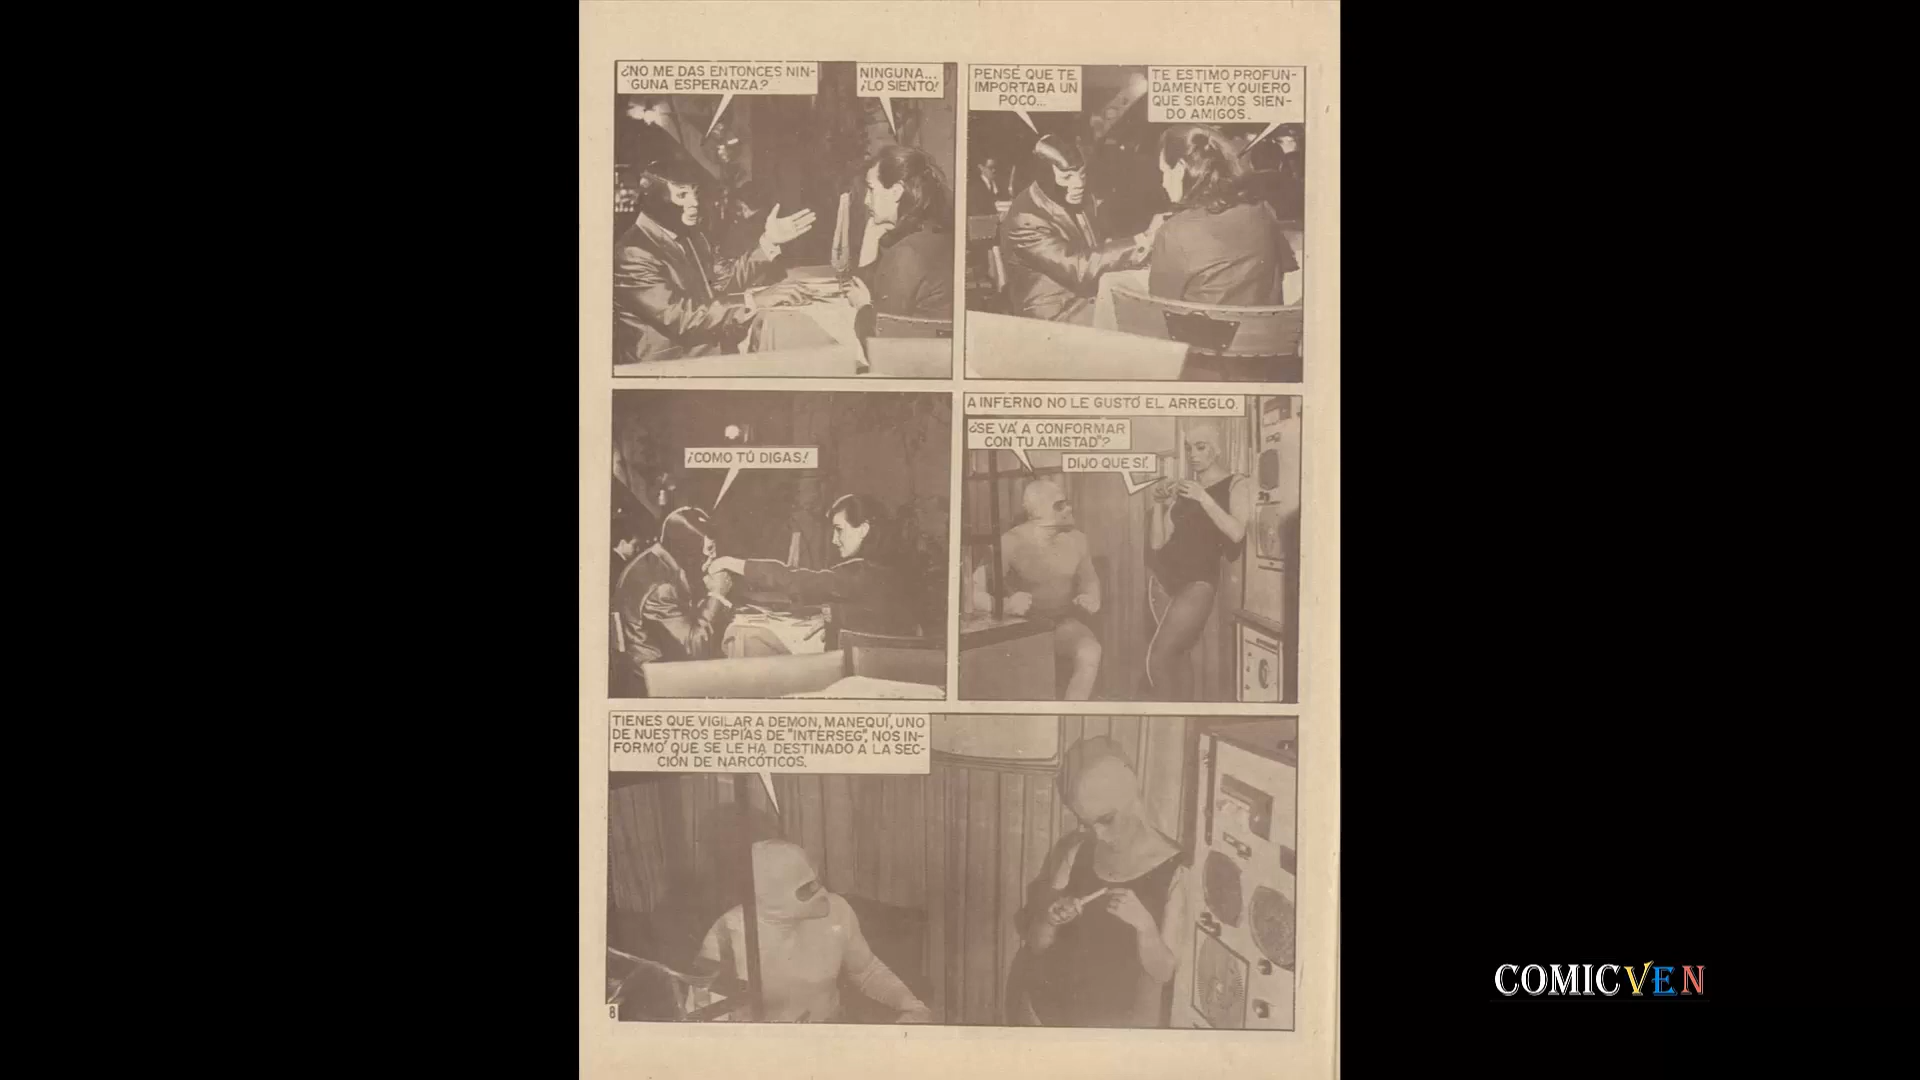 ¿NO ME DAS ENTONCES NIN-
GUNA ESPERANZA?
NINGUNA...
¡LO SIENTO!
PENSÉ QUE TE
IMPORTABA UN
POCO...
TE ESTIMO PROFUN-
DAMENTE Y QUIERO
QUE SIGAMOS SIEN-
DO AMIGOS.
¡COMO TÚ DIGAS!
A INFERNO NO LE GUSTÓ EL ARREGLO.
¿SE VÁ A CONFORMAR
CON TU AMISTAD"?
DIJO QUE SÍ.
TIENES QUE VIGILAR A DEMON, MANEQUÍ, UNO
DE NUESTROS ESPÍAS DE "INTERSEG", NOS IN-
FORMÓ QUE SE LE HA DESTINADO A LA SEC-
CIÓN DE NARCÓTICOS.
8
COMICVEN